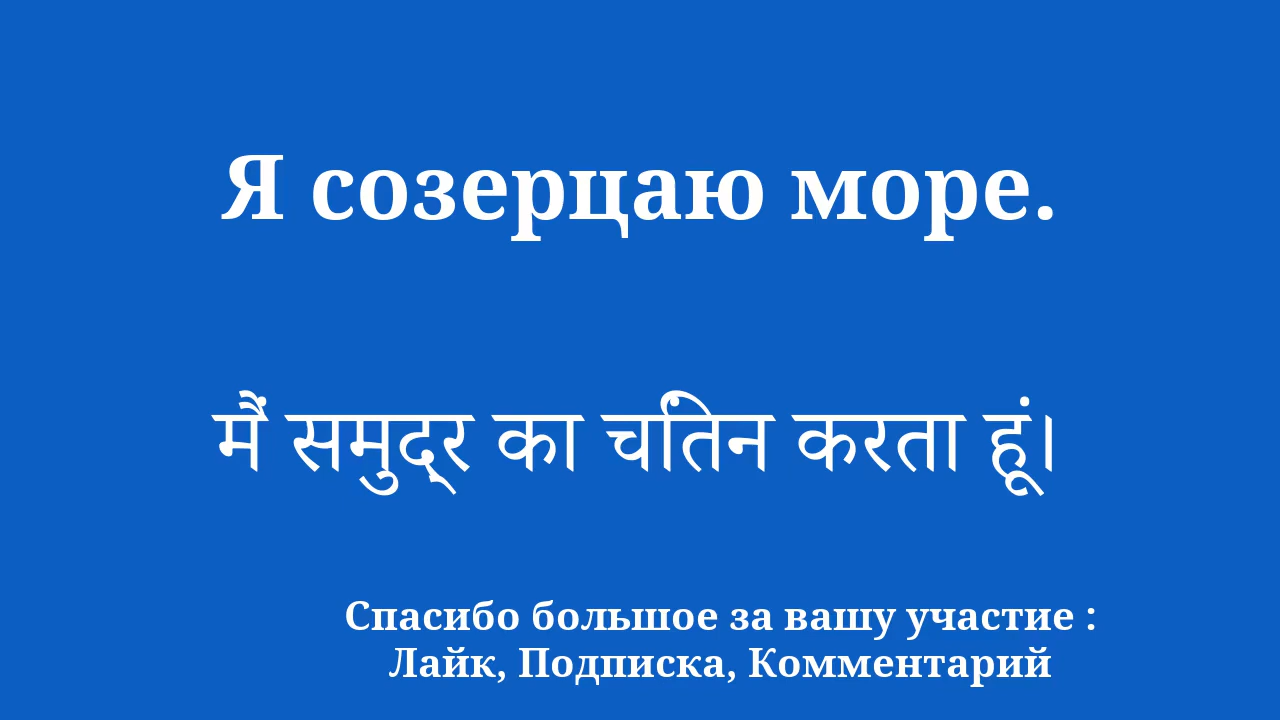 Я созерцаю море.
मैं समुद्र का चिंतन करता हूं।
Спасибо большое за вашу участие :
Лайк, Подписка, Комментарий